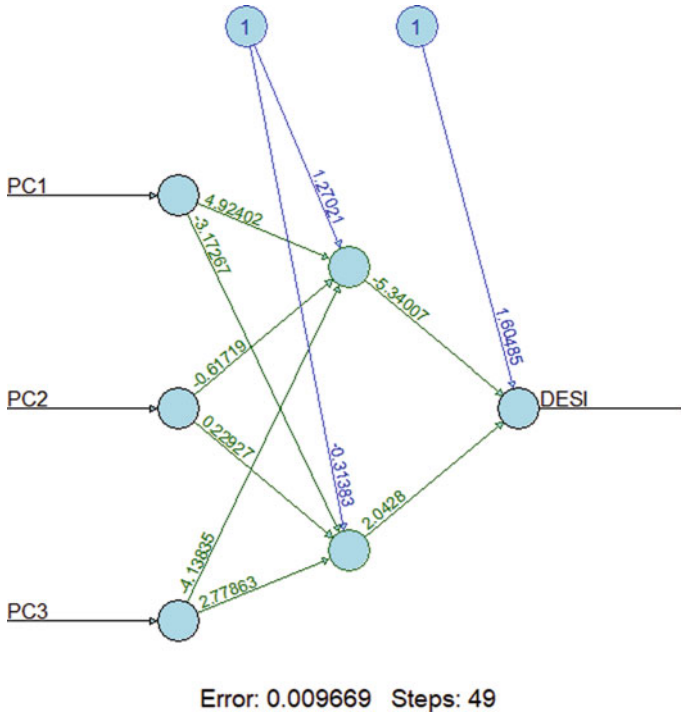 1
1
1.27021
PC1
4.92402
-3.17267
-5.34007
1.60485
-0.61719
PC2
0.22927
DESI
-0.31383
2.0428
-4.13835
2.77863
PC3
Error: 0.009669 Steps: 49